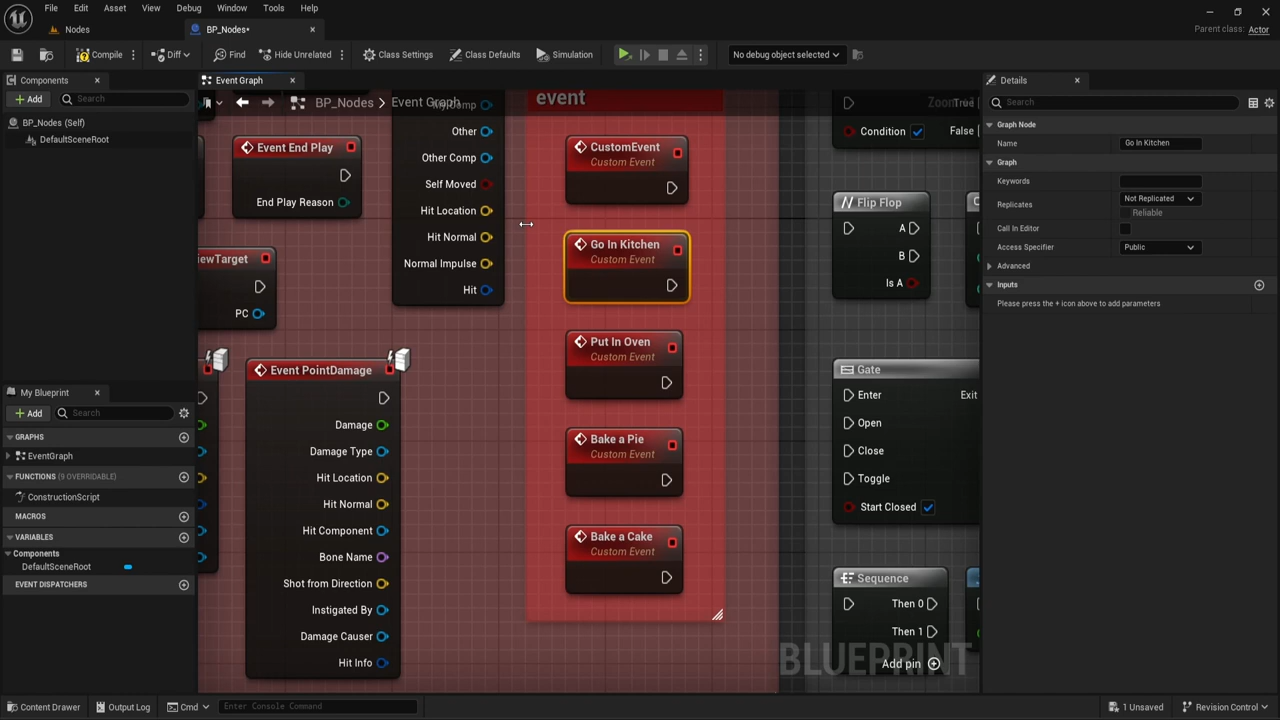 File Edit Asset View Debug Window Tools Help
Nodes
BP_Nodes*
Parent class: Actor
Compile
Diff
Find
Hide Unrelated
Class Settings
Class Defaults
Simulation
No debug object selected
Components
Add
Search
BP_Nodes (Self)
DefaultSceneRoot
My Blueprint
Add
Search
GRAPHS
EventGraph
FUNCTIONS (9 OVERRIDABLE)
ConstructionScript
MACROS
VARIABLES
Components
DefaultSceneRoot
EVENT DISPATCHERS
Event Graph
BP_Nodes > Event Graph
Event End Play
End Play Reason
ViewTarget
PC
Event PointDamage
Damage
Damage Type
Hit Location
Hit Normal
Hit Component
Bone Name
Shot from Direction
Instigated By
Damage Causer
Hit Info
Other
Other Comp
Self Moved
Hit Location
Hit Normal
Normal Impulse
Hit
event
CustomEvent
Custom Event
Go In Kitchen
Custom Event
Put In Oven
Custom Event
Bake a Pie
Custom Event
Bake a Cake
Custom Event
True
Condition
False
Flip Flop
A
B
Is A
Gate
Enter
Exit
Open
Close
Toggle
Start Closed
Sequence
Then 0
Then 1
Add pin
BLUEPRINT
Details
Search
Graph Node
Name
Go In Kitchen
Graph
Keywords
Replicates
Not Replicated
Reliable
Call In Editor
Access Specifier
Public
Advanced
Inputs
Please press the + icon above to add parameters
Content Drawer
Output Log
Cmd
Enter Console Command
1 Unsaved
Revision Control